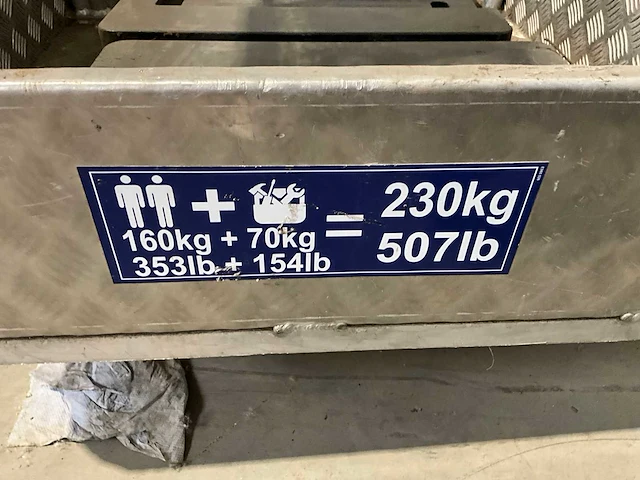 160kg + 70kg = 230kg
353lb + 154lb 507lb